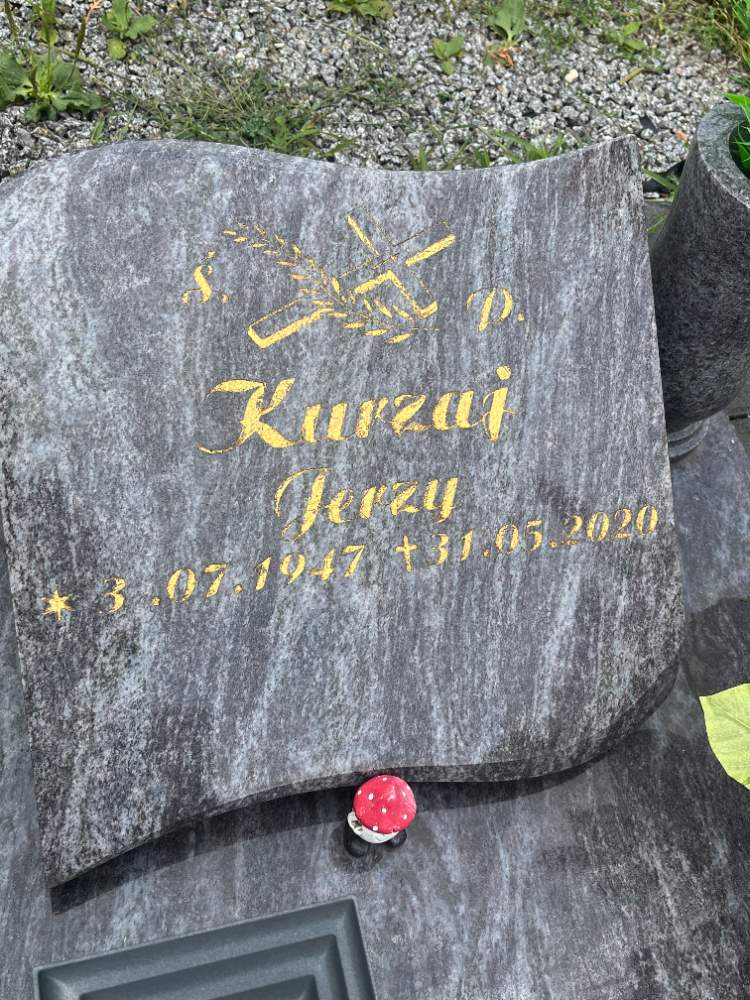 Ś. P.
Kurzaj
Jerzy
* 3.07.1947 †31.05.2020